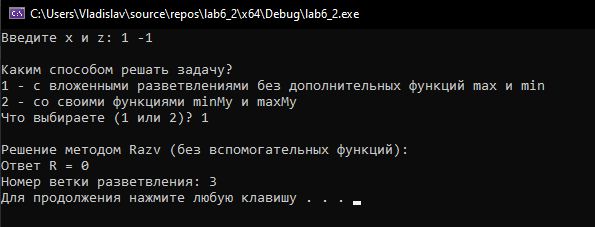 C:\Users\Vladislav\source\repos\lab6_2\x64\Debug\lab6_2.exe
Введите x и z: 1 -1
Каким способом решать задачу?
1 - с вложенными разветвлениями без дополнительных функций max и min
2 - со своими функциями minMy и maxMy
Что выбираете (1 или 2)? 1
Решение методом Razv (без вспомогательных функций):
Ответ R = 0
Номер ветки разветвления: 3
Для продолжения нажмите любую клавишу . . .